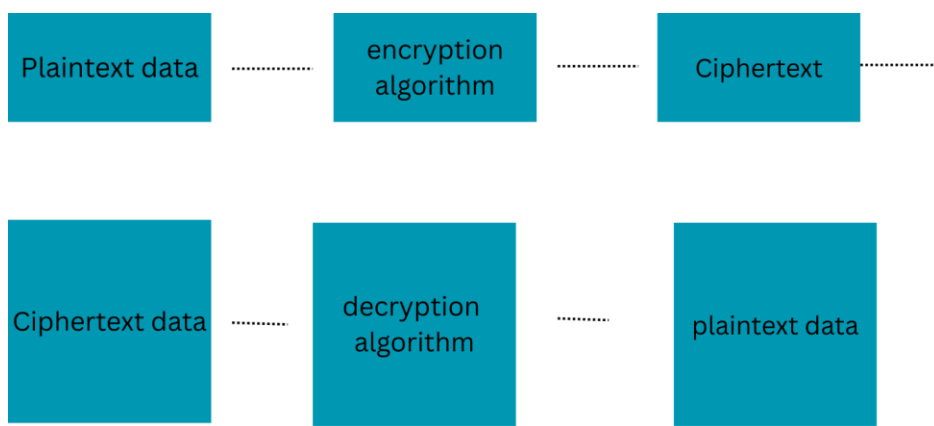 Plaintext data
encryption
algorithm
Ciphertext
Ciphertext data
decryption
algorithm
plaintext data